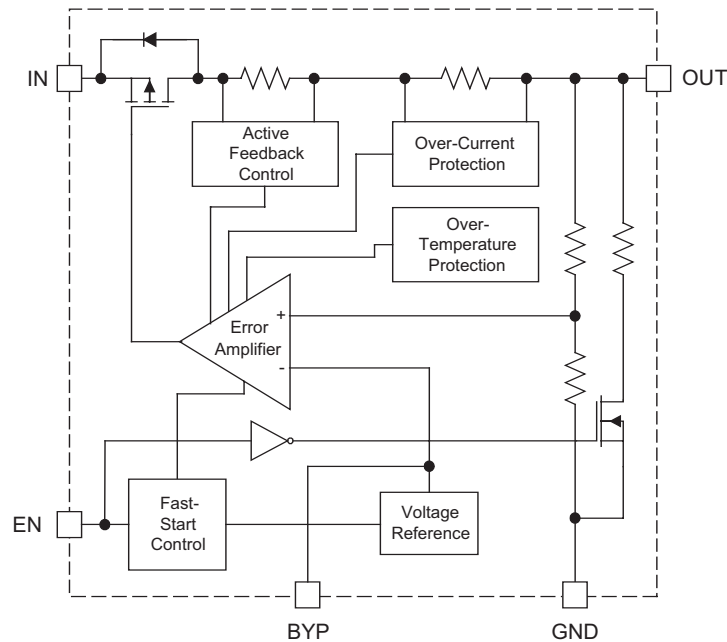 IN
OUT
Active
Feedback
Control
Over-Current
Protection
Over-
Temperature
Protection
Error
Amplifier
+
-
EN
Fast-
Start
Control
Voltage
Reference
BYP
GND